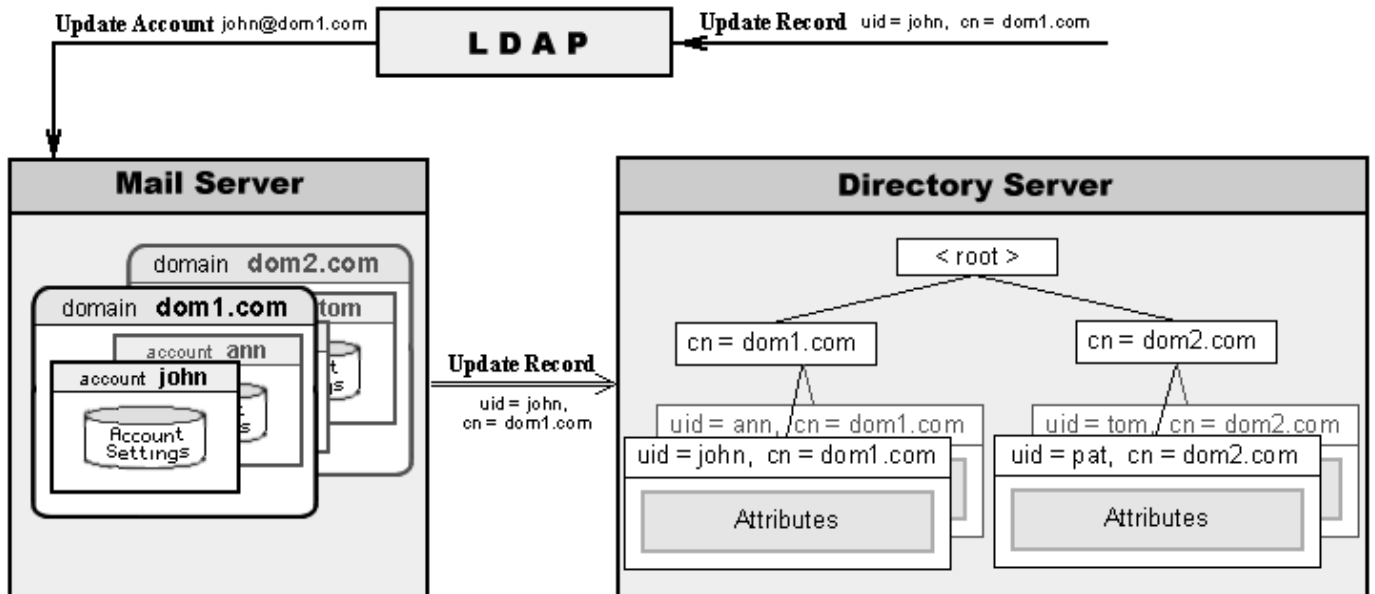 Update Account john@dom1.com
LDAP
Update Record uid = john, cn = dom1.com
Mail Server
domain dom2.com
tom
domain dom1.com
account ann
account john
Account
Settings
Update Record
uid = john,
cn = dom1.com
Directory Server
< root >
cn = dom1.com
cn = dom2.com
uid = ann, cn = dom1.com
uid = john, cn = dom1.com
Attributes
uid = tom, cn = dom2.com
uid = pat, cn = dom2.com
Attributes